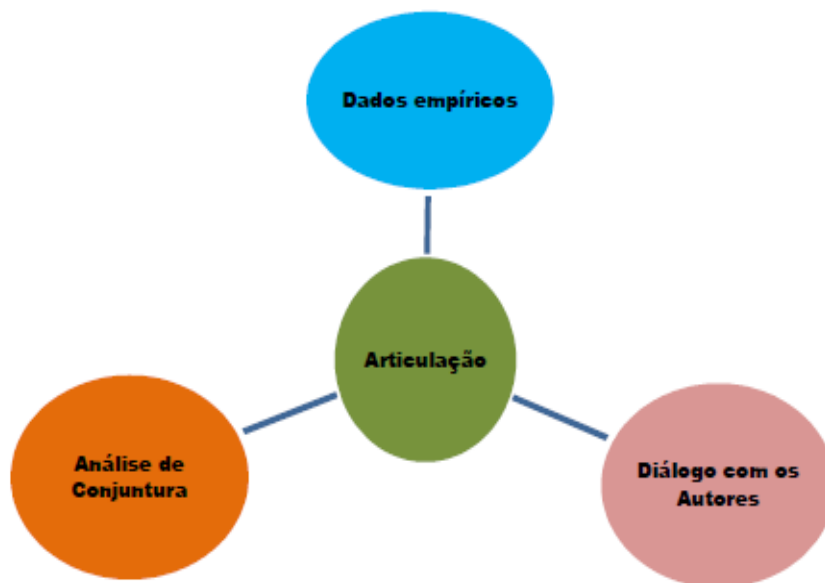 Dados empíricos
Articulação
Análise de
Conjuntura
Diálogo com os
Autores